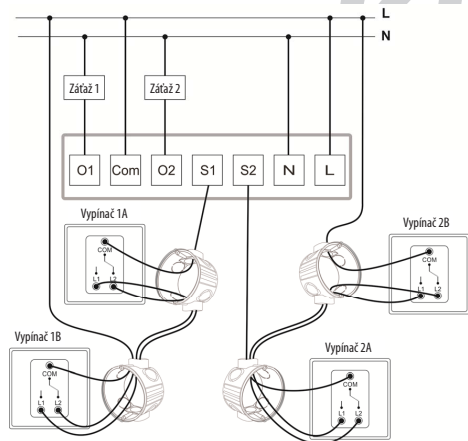 L
N
Záťaž 1
Záťaž 2
O1 Com O2 S1 S2 N L
Vypínač 1A
COM
L1 L2
Vypínač 2B
COM
L1 L2
Vypínač 1B
COM
L1 L2
Vypínač 2A
COM
L1 L2